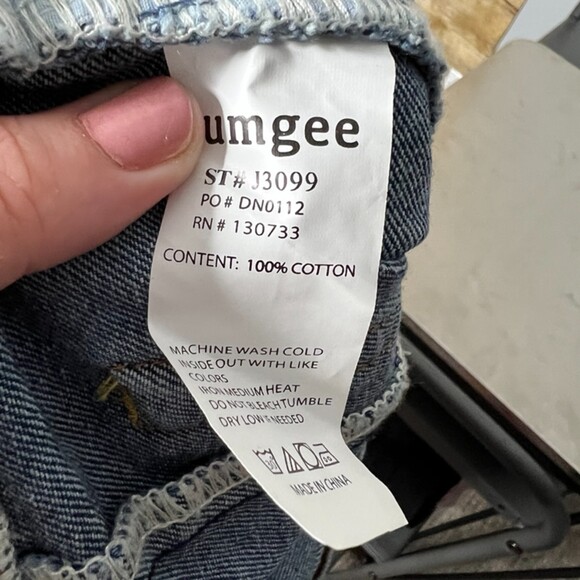 umgee
ST# J3099
PO# DN0112
RN# 130733
CONTENT: 100% COTTON
MACHINE WASH COLD
INSIDE OUT WITH LIKE
COLORS
IRON MEDIUM HEAT
DO NOT BLEACH TUMBLE
DRY LOW IS NEEDED
MADE IN CHINA